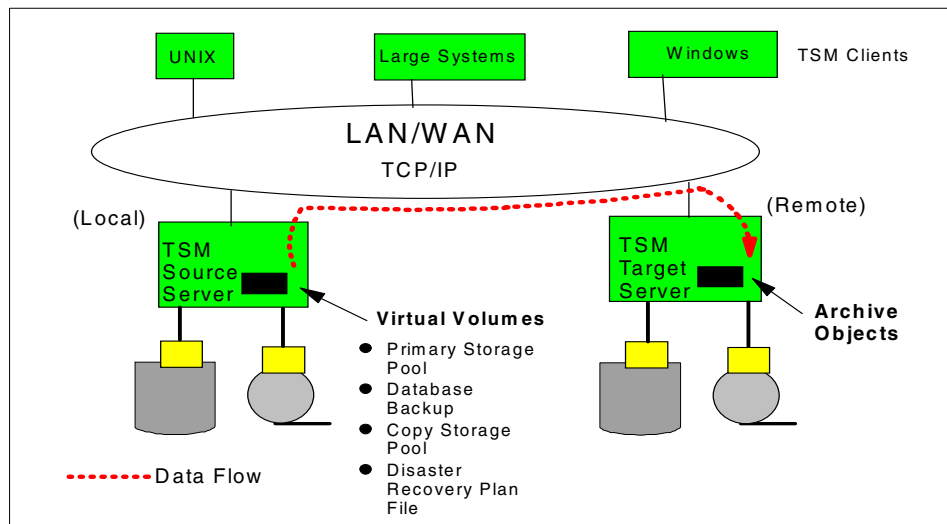 UNIX
Large Systems
Windows
TSM Clients
LAN/WAN
TCP/IP
(Local)
(Remote)
TSM
Source
Server
TSM
Target
Server
Virtual Volumes
Primary Storage
Pool
Database
Backup
Copy Storage
Pool
Disaster
Recovery Plan
File
Archive
Objects
Data Flow